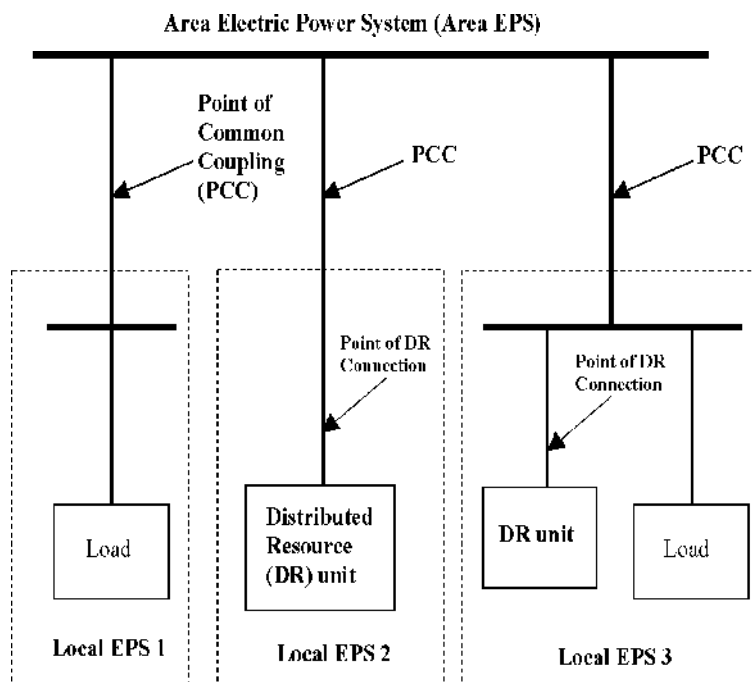 Area Electric Power System (Area EPS)
Point of
Common
Coupling
(PCC)
PCC
PCC
Point of DR
Connection
Point of DR
Connection
Load
Distributed
Resource
(DR) unit
DR unit
Load
Local EPS 1
Local EPS 2
Local EPS 3